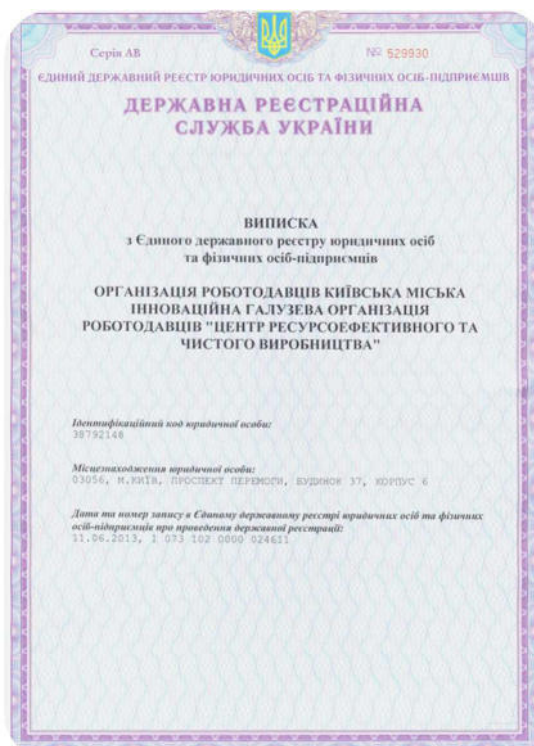 Серія АВ
№ 529930
ЄДИНИЙ ДЕРЖАВНИЙ РЕЄСТР ЮРИДИЧНИХ ОСІБ ТА ФІЗИЧНИХ ОСІБ-ПІДПРИЄМЦІВ
ДЕРЖАВНА РЕЄСТРАЦІЙНА
СЛУЖБА УКРАЇНИ
ВИПИСКА
з Єдиного державного реєстру юридичних осіб
та фізичних осіб-підприємців
ОРГАНІЗАЦІЯ РОБОТОДАВЦІВ КИЇВСЬКА МІСЬКА
ІННОВАЦІЙНА ГАЛУЗЕВА ОРГАНІЗАЦІЯ
РОБОТОДАВЦІВ "ЦЕНТР РЕСУРСОЕФЕКТИВНОГО ТА
ЧИСТОГО ВИРОБНИЦТВА"
Ідентифікаційний код юридичної особи:
38792148
Місцезнаходження юридичної особи:
03056, М.КИЇВ, ПРОСПЕКТ ПЕРЕМОГИ, БУДИНОК 37, КОРПУС 6
Дата та номер запису в Єдиному державному реєстрі юридичних осіб та фізичних
осіб-підприємців про проведення державної реєстрації:
11.06.2013, 1 073 102 0000 024611